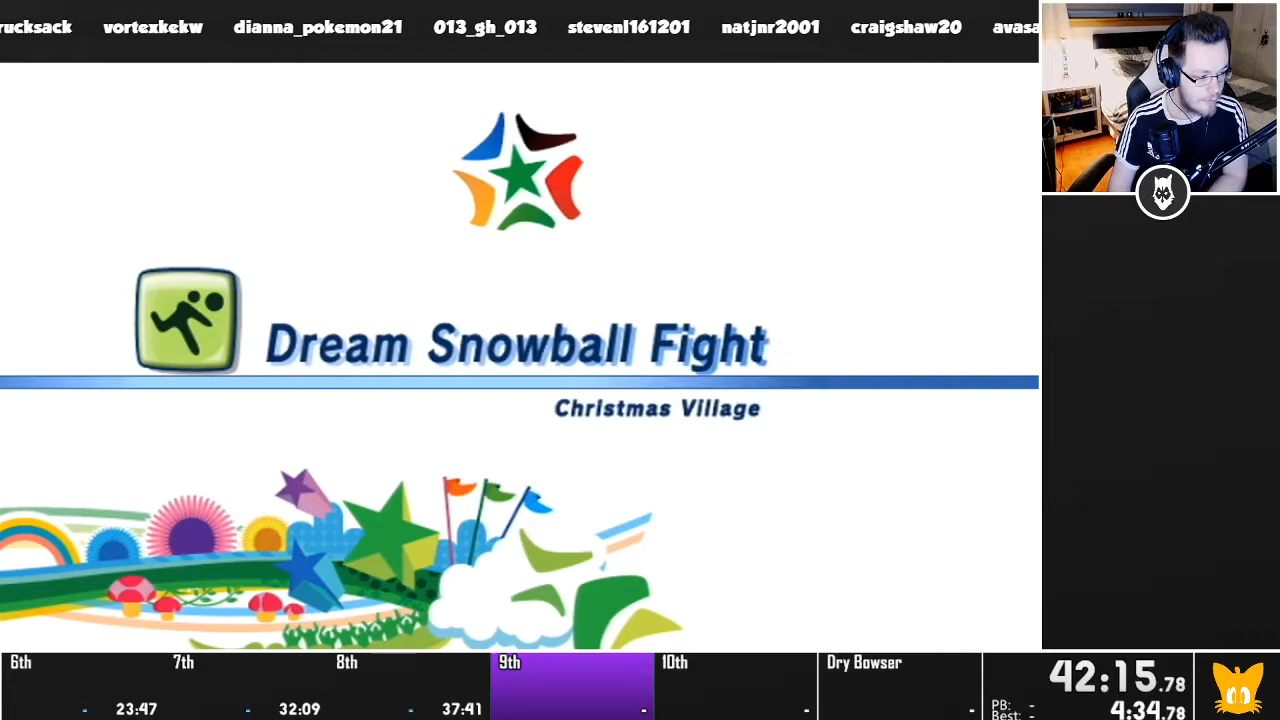 rucksack vortexkekw dianna_pokemon21 013_gh_013 stevenl161201 natjnr2001 craigshaw20 avasa
Dream Snowball Fight
Christmas Village
6th 7th 8th 9th 10th Dry Bowser
- 23:47 - 32:09 - 37:41 - - -
42:15.78
PB: -
Best: - 4:34.78